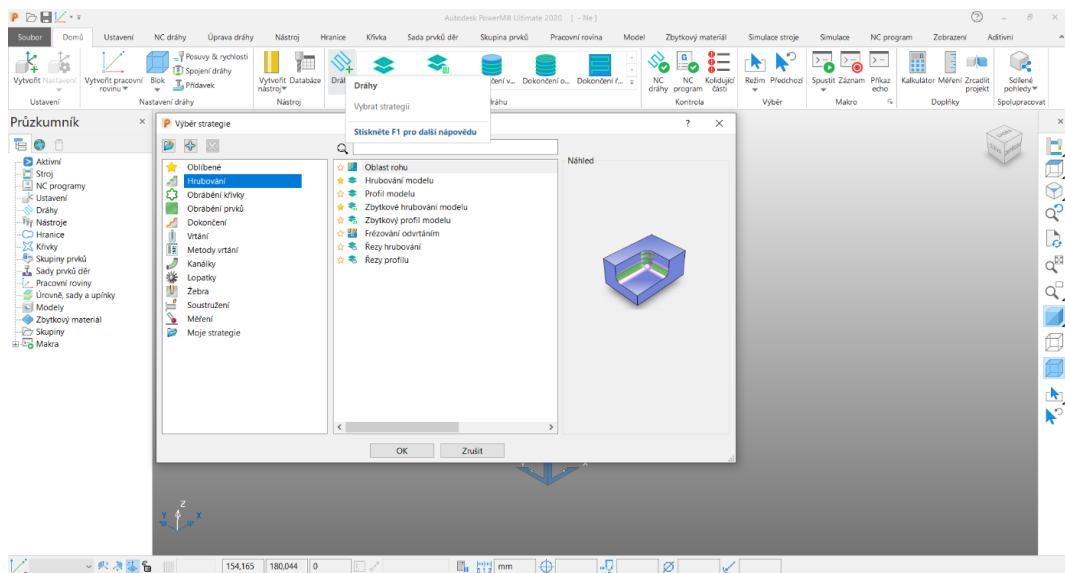 Autodesk PowerMill Ultimate 2020 [ - Ne ]
Soubor Domů Ustavení NC dráhy Úprava dráhy Nástroj Hranice Křivka Sada prvků děr Skupina prvků Pracovní rovina Model Zbytkový materiál Simulace stroje Simulace NC program Zobrazení Aditivní
Vytvořit Nastavení
Ustavení
Vytvořit pracovní rovinu
Blok
Posuvy & rychlosti
Spojení dráhy
Přídavek
Nastavení dráhy
Vytvořit nástroj
Databáze
Nástroj
Dokončení o...
Dokončení ř...
NC dráhy
NC program
Kolidující části
Kontrola
Režim Předchozí
Výběr
Spustit Záznam Příkaz echo
Makro
Kalkulátor Měření Zrcadlit projekt
Doplňky
Sdílené pohledy
Spolupracovat
Dráhy
Vybrat strategii
Stiskněte F1 pro další nápovědu
Průzkumník
Aktivní
Stroj
NC programy
Ustavení
Dráhy
Nástroje
Hranice
Křivky
Skupiny prvků
Sady prvků děr
Pracovní roviny
Úrovně, sady a upínky
Modely
Zbytkový materiál
Skupiny
Makra
Výběr strategie
Oblíbené
Hrubování
Obrábění křivky
Obrábění prvků
Dokončení
Vrtání
Metody vrtání
Kanálky
Lopatky
Žebra
Soustružení
Měření
Moje strategie
Oblast rohu
Hrubování modelu
Profil modelu
Zbytkové hrubování modelu
Zbytkový profil modelu
Frézování odvrtáním
Řezy hrubování
Řezy profilu
Náhled
OK Zrušit
Z
Y X
154,165 180,044 0 mm